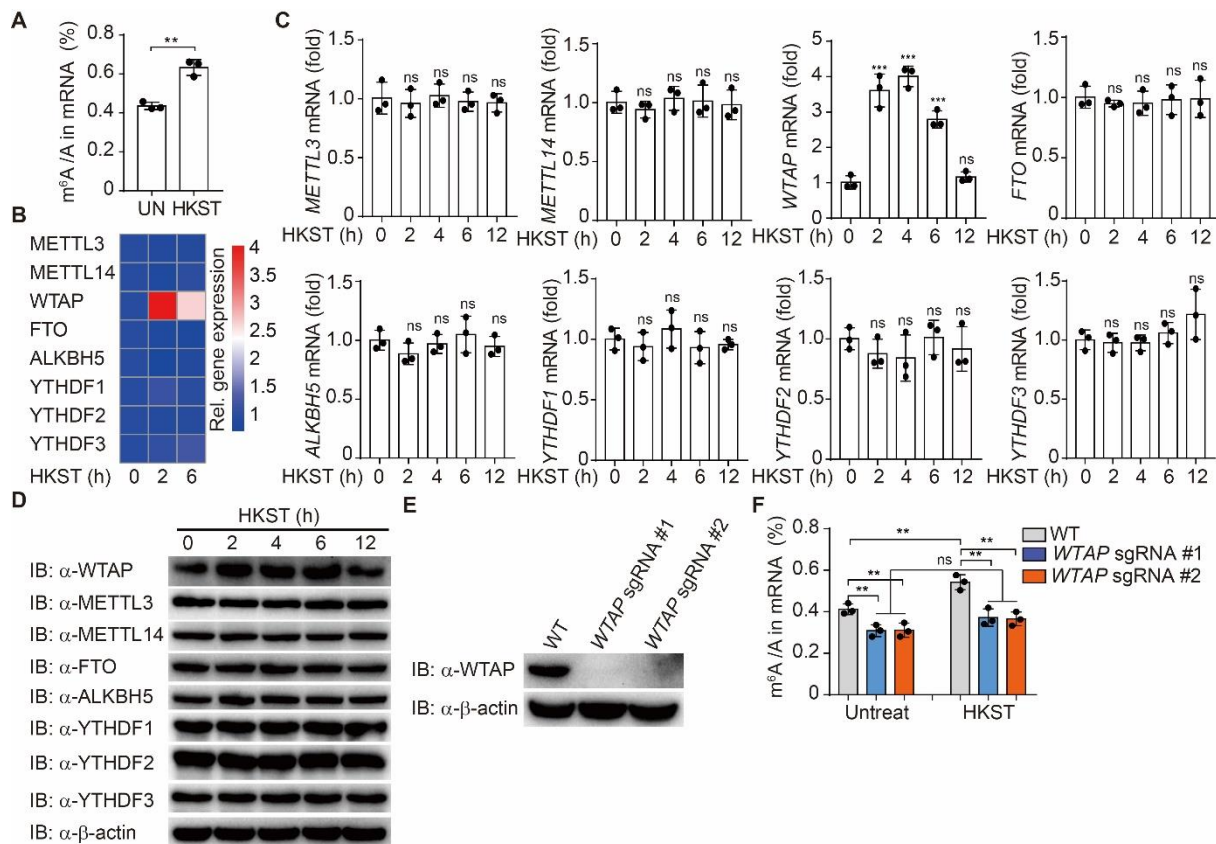 A
m⁶A /A in mRNA (%)
0.8
0.6
0.4
0.2
0
**
UN HKST
B
METTL3
METTL14
WTAP
FTO
ALKBH5
YTHDF1
YTHDF2
YTHDF3
HKST (h) 0 2 6
Rel. gene expression
4
3.5
3
2.5
2
1.5
1
C
METTL3 mRNA (fold)
1.5
1.0
0.5
0
ns ns ns ns
HKST (h) 0 2 4 6 12
METTL14 mRNA (fold)
1.5
1.0
0.5
0
ns ns ns ns
HKST (h) 0 2 4 6 12
WTAP mRNA (fold)
5
4
3
2
1
0
*** *** *** ns
HKST (h) 0 2 4 6 12
FTO mRNA (fold)
1.5
1.0
0.5
0
ns ns ns ns
HKST (h) 0 2 4 6 12
ALKBH5 mRNA (fold)
1.5
1.0
0.5
0
ns ns ns ns
HKST (h) 0 2 4 6 12
YTHDF1 mRNA (fold)
1.5
1.0
0.5
0
ns ns ns ns
HKST (h) 0 2 4 6 12
YTHDF2 mRNA (fold)
1.5
1.0
0.5
0
ns ns ns ns
HKST (h) 0 2 4 6 12
YTHDF3 mRNA (fold)
1.5
1.0
0.5
0
ns ns ns ns
HKST (h) 0 2 4 6 12
D
HKST (h)
0 2 4 6 12
IB: α-WTAP
IB: α-METTL3
IB: α-METTL14
IB: α-FTO
IB: α-ALKBH5
IB: α-YTHDF1
IB: α-YTHDF2
IB: α-YTHDF3
IB: α-β-actin
E
WT
WTAP sgRNA #1
WTAP sgRNA #2
IB: α-WTAP
IB: α-β-actin
F
m⁶A /A in mRNA (%)
0.8
0.6
0.4
0.2
0
**
**
**
ns
**
**
Untreat HKST
WT
WTAP sgRNA #1
WTAP sgRNA #2